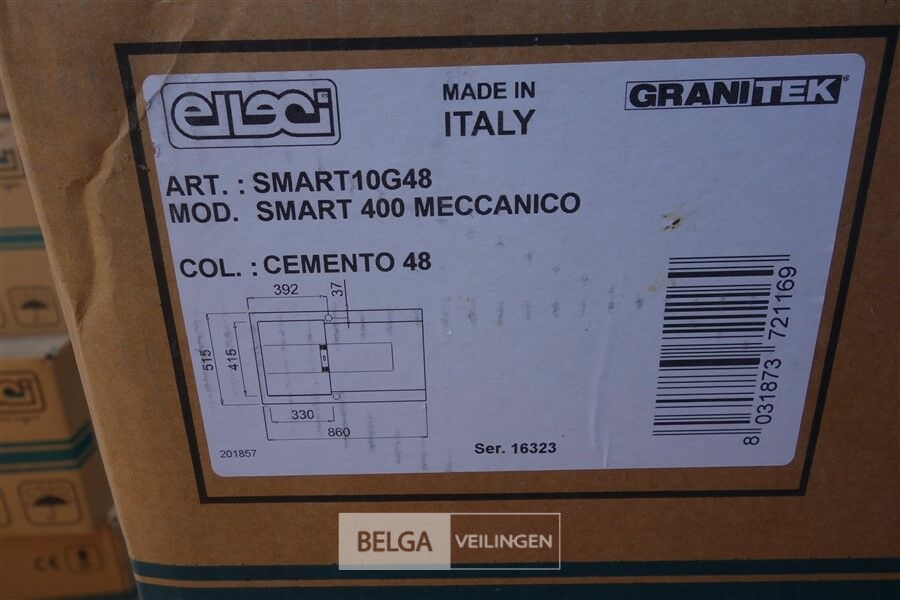 elleci
MADE IN
ITALY
GRANITEK®
ART. : SMART10G48
MOD. SMART 400 MECCANICO
COL. : CEMENTO 48
392
37
515
415
330
860
201857
Ser. 16323
8 031873 721169
BELGA VEILINGEN
CE